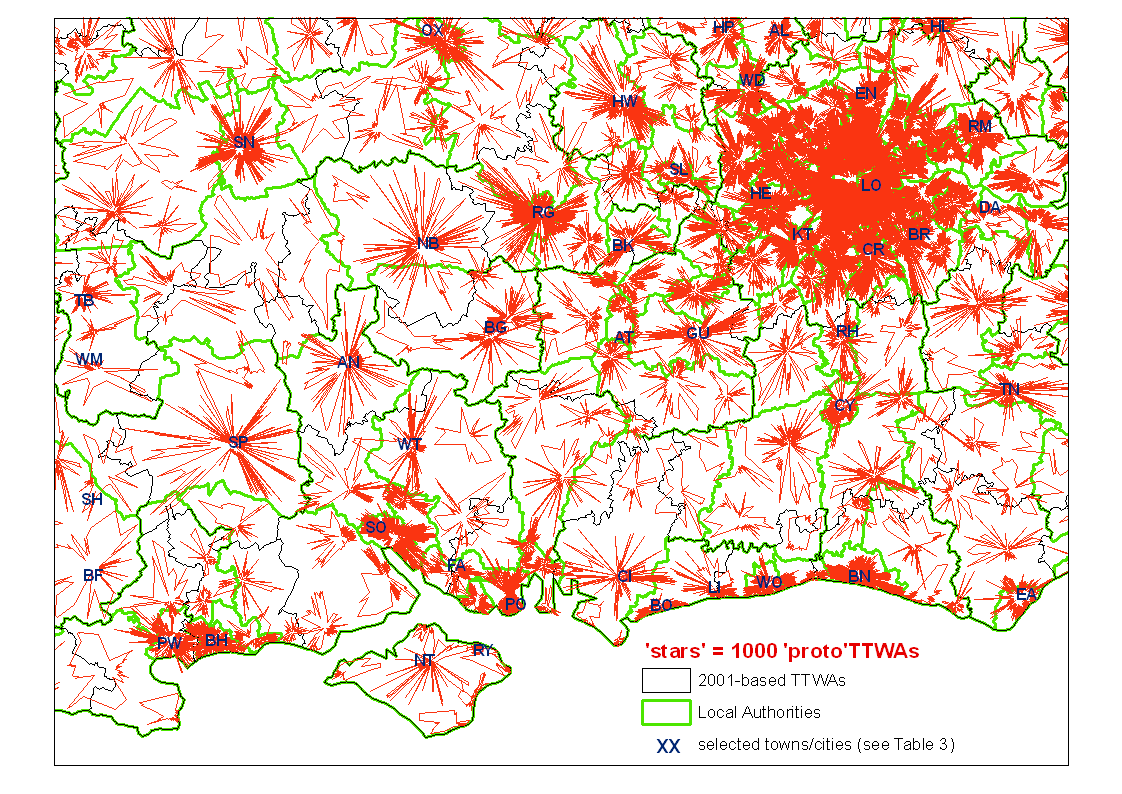 OX
HP
AL
HL
WD
HW
EN
RM
SN
SL
LO
HE
DA
RG
KT
BR
BK
CR
NB
TB
BG
AT
GU
RH
WM
AN
TN
CY
SP
WT
SH
SO
FA
BF
CI
LI
WO
BN
EA
PO
BO
PW
BH
NT
RY
'stars' = 1000 'proto'TTWAs
2001-based TTWAs
Local Authorities
XX selected towns/cities (see Table 3)